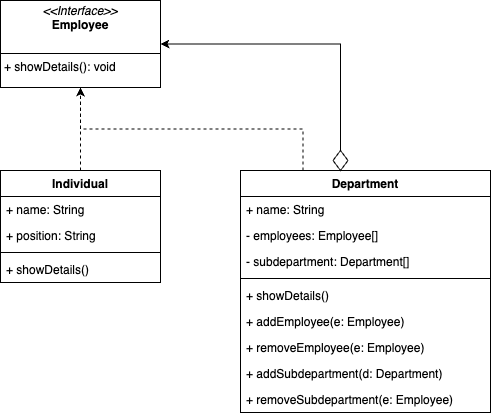 <<Interface>>
Employee
+ showDetails(): void
Individual
+ name: String
+ position: String
+ showDetails()
Department
+ name: String
- employees: Employee[]
- subdepartment: Department[]
+ showDetails()
+ addEmployee(e: Employee)
+ removeEmployee(e: Employee)
+ addSubdepartment(d: Department)
+ removeSubdepartment(e: Employee)